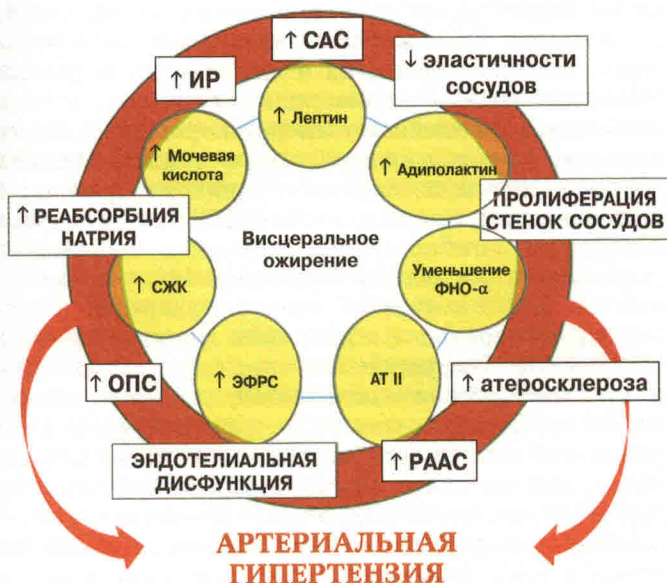 ↑ САС
↓ эластичности
сосудов
↑ ИР
↑ Лептин
↑ Мочевая
кислота
↑ Адиполактин
↑ РЕАБСОРБЦИЯ
НАТРИЯ
ПРОЛИФЕРАЦИЯ
СТЕНОК СОСУДОВ
Висцеральное
ожирение
↑ СЖК
Уменьшение
ФНО-α
↑ ОПС
↑ ЭФРС
АТ II
↑ атеросклероза
ЭНДОТЕЛИАЛЬНАЯ
ДИСФУНКЦИЯ
↑ РААС
АРТЕРИАЛЬНАЯ
ГИПЕРТЕНЗИЯ